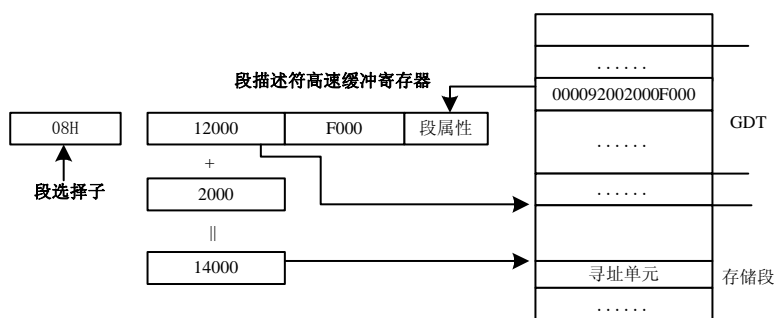 ......
段描述符高速缓冲寄存器
000092002000F000
08H
12000
F000
段属性
GDT
+
......
段选择子
2000
......
||
14000
寻址单元
存储段
......